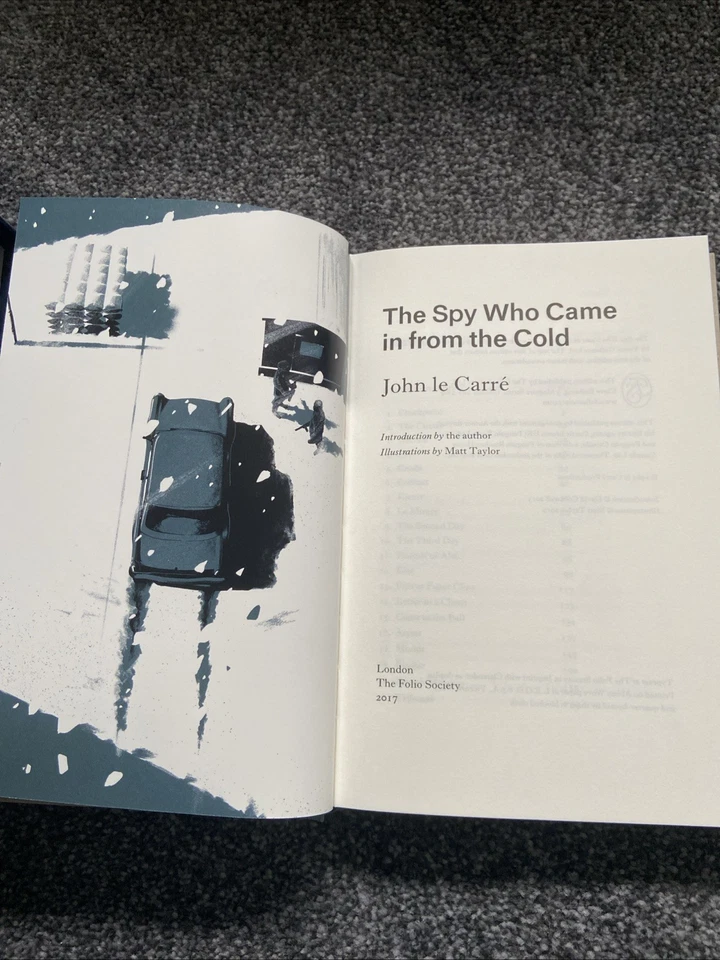 The Spy Who Came
in from the Cold
John le Carré
Introduction by the author
Illustrations by Matt Taylor
London
The Folio Society
2017